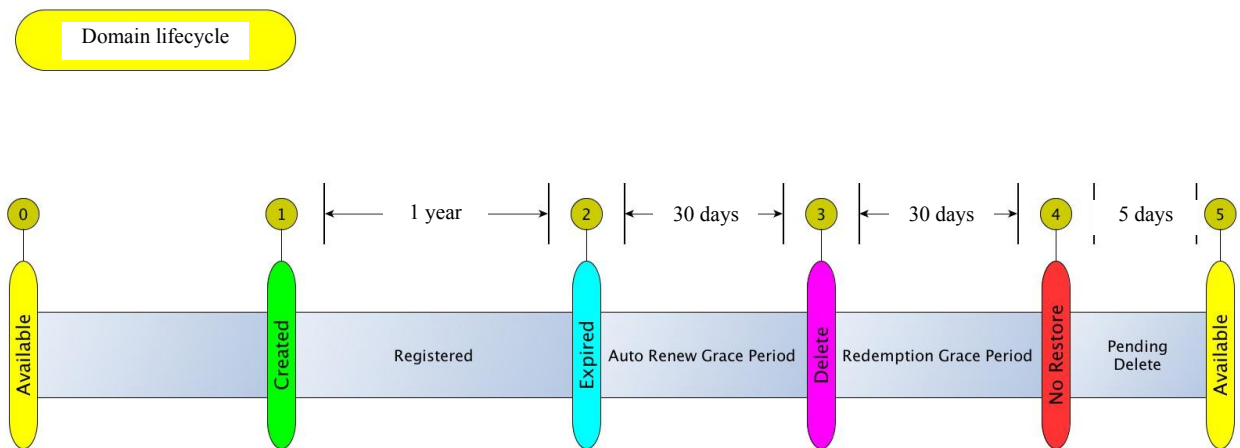 Domain lifecycle
0
1
1 year
2
30 days
3
30 days
4
5 days
5
Available
Created
Registered
Expired
Auto Renew Grace Period
Delete
Redemption Grace Period
No Restore
Pending
Delete
Available